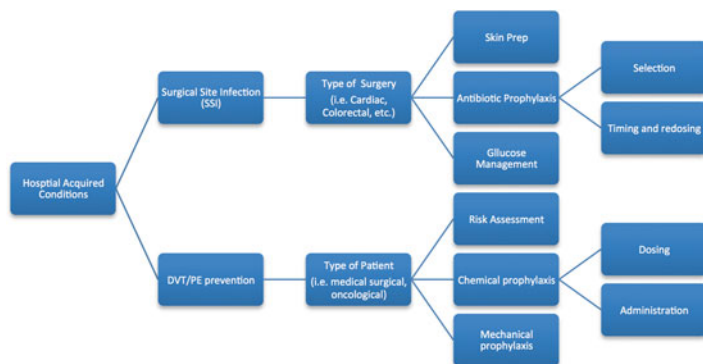 Skin Prep
Surgical Site Infection
(SSI)
Type of Surgery
(i.e. Cardiac,
Colorectal, etc.)
Antibiotic Prophylaxis
Selection
Timing and redosing
Gllucose
Management
Hosptial Acquired
Conditions
Risk Assessment
DVT/PE prevention
Type of Patient
(i.e. medical surgical,
oncological)
Chemical prophylaxis
Dosing
Administration
Mechanical
prophylaxis